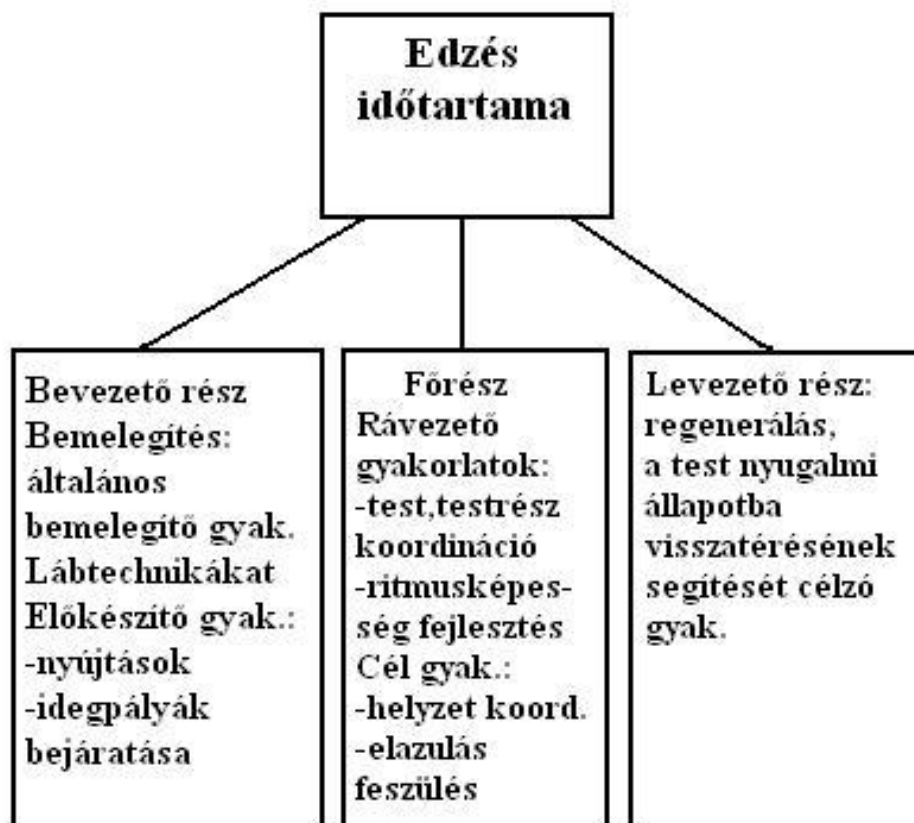 Edzés
időtartama
Bevezető rész
Bemelegítés:
általános
bemelegítő gyak.
Lábtechnikákat
Előkészítő gyak.:
-nyújtások
-idegpályák
bejáratása
Főrész
Rávezető
gyakorlatok:
-test,testrész
koordináció
-ritmusképes-
ség fejlesztés
Cél gyak.:
-helyzet koord.
-elazulás
feszülés
Levezető rész:
regenerálás,
a test nyugalmi
állapotba
visszatérésének
segítését célzó
gyak.